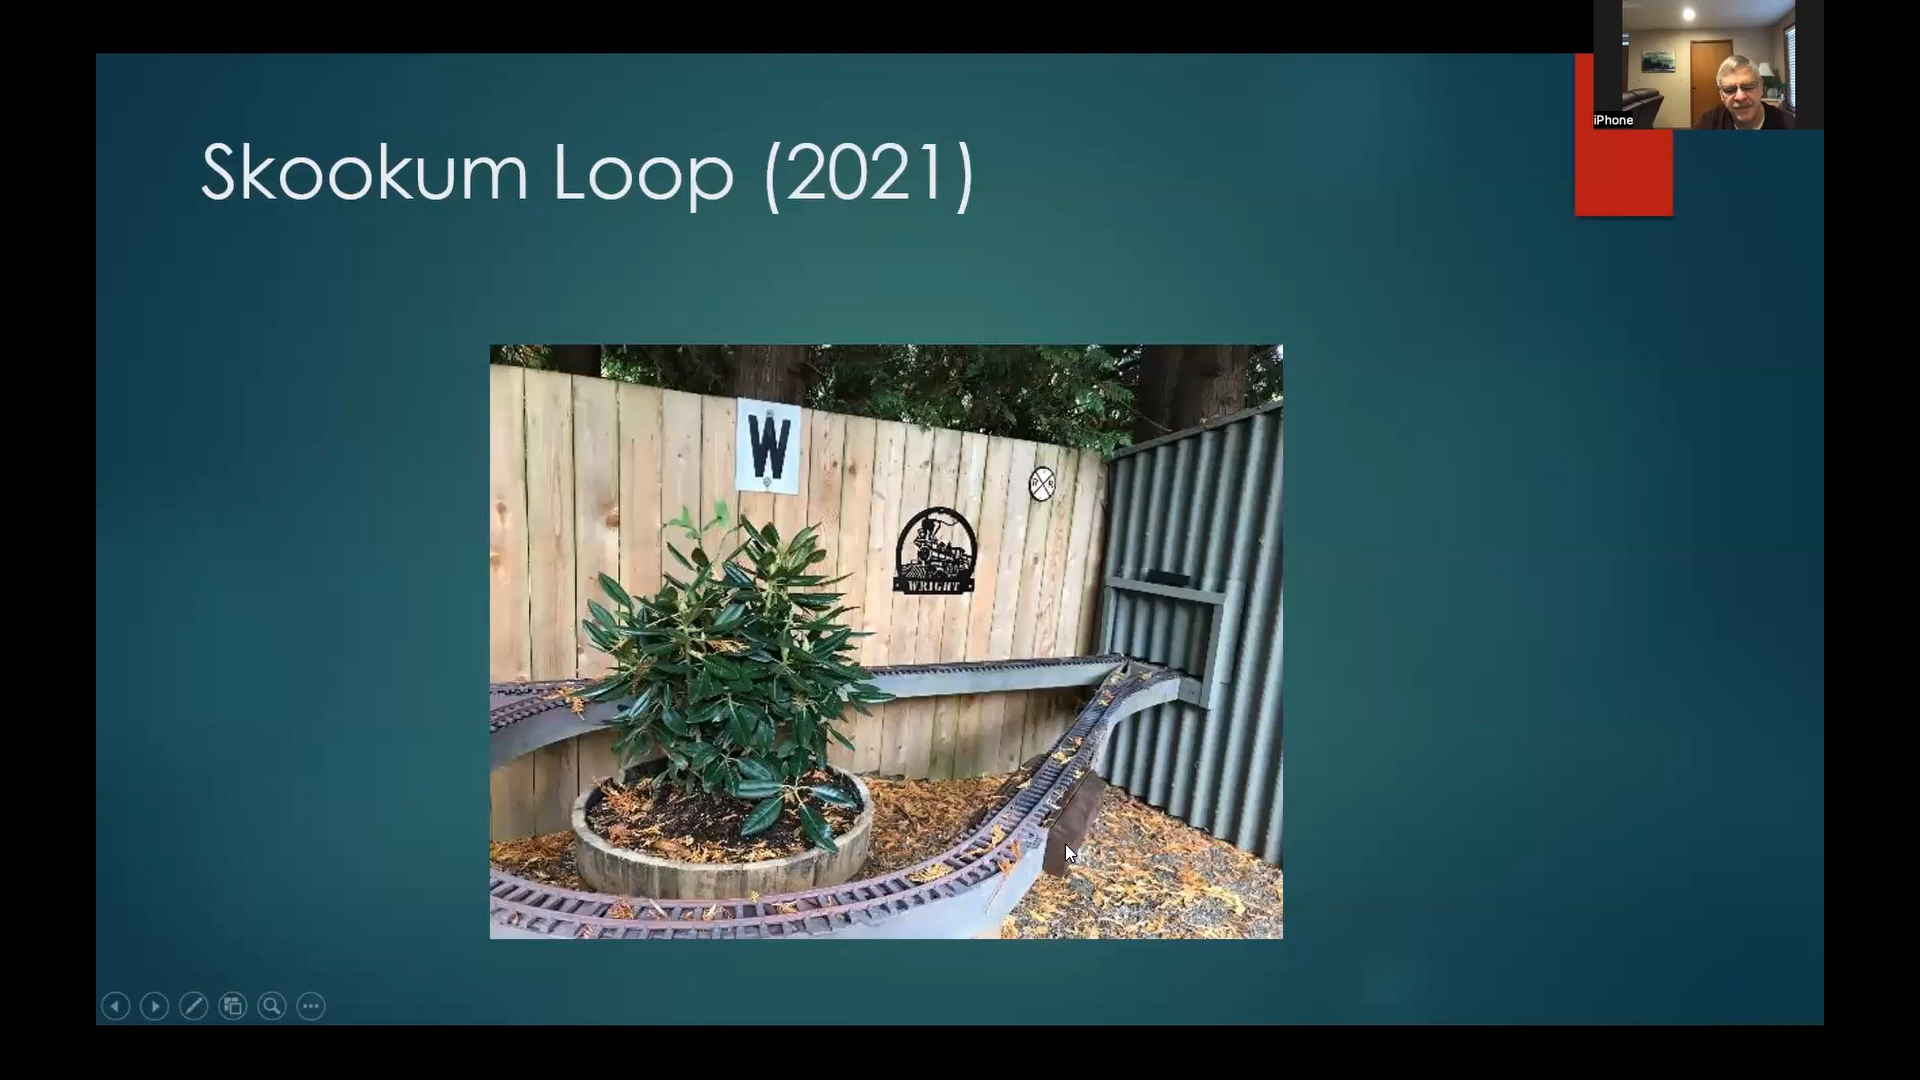 iPhone
Skookum Loop (2021)
W
R R
WRIGHT